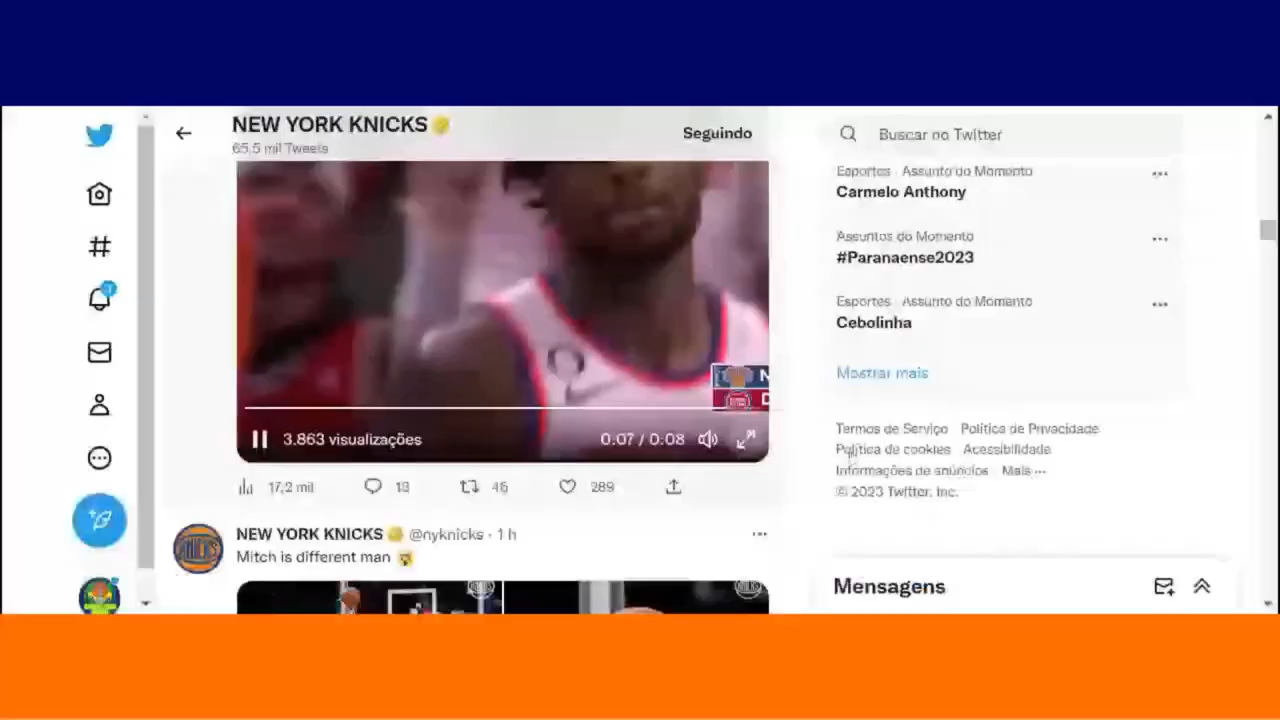 NEW YORK KNICKS
65.5 mil Tweets
Seguindo
3.863 visualizações
0:07 / 0:08
17,2 mil
13
46
289
NEW YORK KNICKS @nyknicks · 1 h
Mitch is different man
Buscar no Twitter
Esportes · Assunto do Momento
Carmelo Anthony
Assuntos do Momento
#Paranaense2023
Esportes · Assunto do Momento
Cebolinha
Mostrar mais
Termos de Serviço Política de Privacidade
Política de cookies Acessibilidade
Informações de anúncios Mais ···
© 2023 Twitter, Inc.
Mensagens